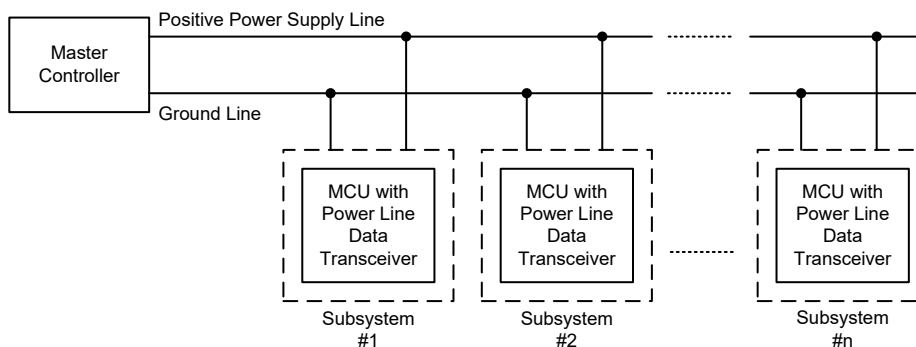 Positive Power Supply Line
Master
Controller
Ground Line
MCU with
Power Line
Data
Transceiver
Subsystem
#1
MCU with
Power Line
Data
Transceiver
Subsystem
#2
MCU with
Power Line
Data
Transceiver
Subsystem
#n